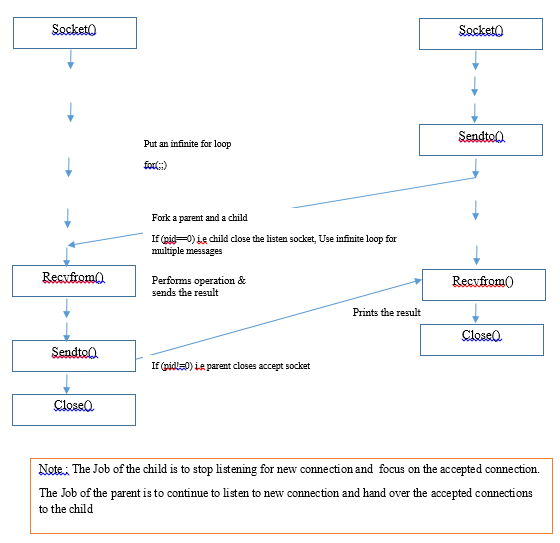 Socket()
Socket()
Sendto()
Put an infinite for loop
for(;;)
Fork a parent and a child
If (pid==0) i.e child close the listen socket, Use infinite loop for
multiple messages
Recvfrom()
Performs operation &
sends the result
Recvfrom()
Prints the result
Close()
Sendto()
If (pid!=0) i.e parent closes accept socket
Close()
Note : The Job of the child is to stop listening for new connection and focus on the accepted connection.
The Job of the parent is to continue to listen to new connection and hand over the accepted connections
to the child